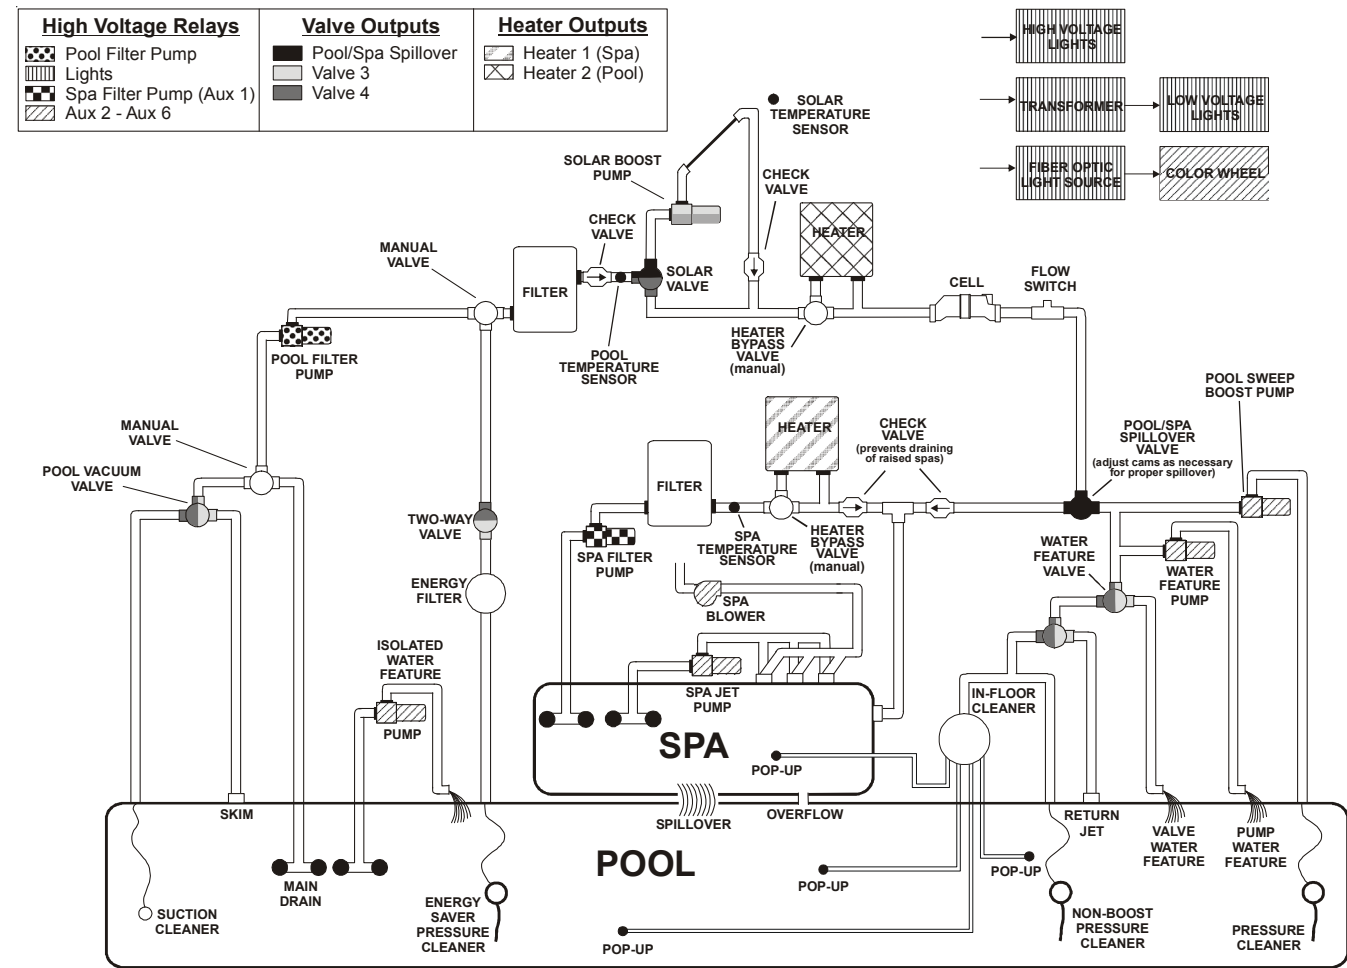 High Voltage Relays
Pool Filter Pump
Lights
Spa Filter Pump (Aux 1)
Aux 2 - Aux 6
Valve Outputs
Pool/Spa Spillover
Valve 3
Valve 4
Heater Outputs
Heater 1 (Spa)
Heater 2 (Pool)
HIGH VOLTAGE
LIGHTS
TRANSFORMER
LOW VOLTAGE
LIGHTS
FIBER OPTIC
LIGHT SOURCE
COLOR WHEEL
SOLAR
TEMPERATURE
SENSOR
SOLAR BOOST
PUMP
CHECK
VALVE
CHECK
VALVE
MANUAL
VALVE
FILTER
SOLAR
VALVE
HEATER
CELL
FLOW
SWITCH
POOL FILTER
PUMP
POOL
TEMPERATURE
SENSOR
HEATER
BYPASS
VALVE
(manual)
POOL SWEEP
BOOST PUMP
MANUAL
VALVE
POOL VACUUM
VALVE
HEATER
CHECK
VALVE
(prevents draining
of raised spas)
POOL/SPA
SPILLOVER
VALVE
(adjust cams as necessary
for proper spillover)
FILTER
TWO-WAY
VALVE
SPA FILTER
PUMP
SPA
TEMPERATURE
SENSOR
HEATER
BYPASS
VALVE
(manual)
WATER
FEATURE
VALVE
WATER
FEATURE
PUMP
ENERGY
FILTER
SPA
BLOWER
ISOLATED
WATER
FEATURE
PUMP
SPA JET
PUMP
IN-FLOOR
CLEANER
SPA
POP-UP
SKIM
SPILLOVER
OVERFLOW
RETURN
JET
VALVE
WATER
FEATURE
PUMP
WATER
FEATURE
POOL
MAIN
DRAIN
POP-UP
POP-UP
SUCTION
CLEANER
ENERGY
SAVER
PRESSURE
CLEANER
POP-UP
NON-BOOST
PRESSURE
CLEANER
PRESSURE
CLEANER